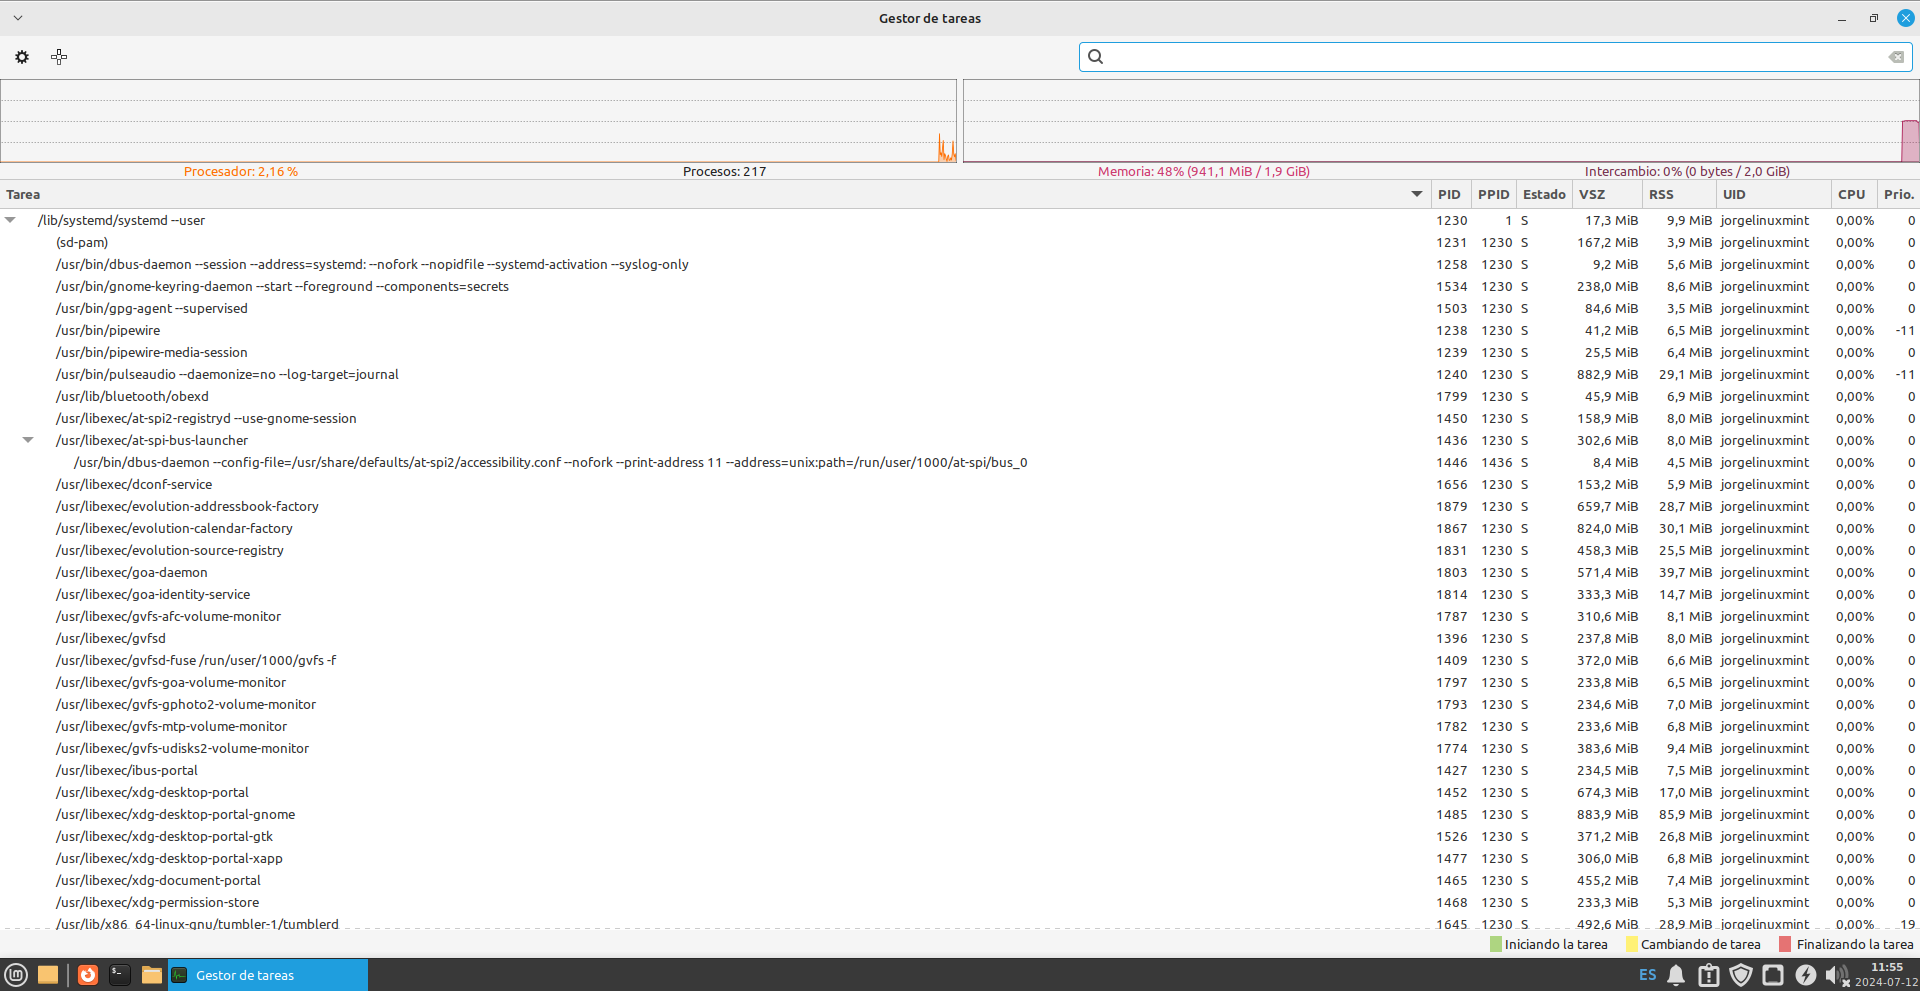 Gestor de tareas
Procesador: 2,16 % Procesos: 217 Memoria: 48% (941,1 MiB / 1,9 GiB) Intercambio: 0% (0 bytes / 2,0 GiB)
Tarea PID PPID Estado VSZ RSS UID CPU Prio.
/lib/systemd/systemd --user 1230 1 S 17,3 MiB 9,9 MiB jorgelinuxmint 0,00% 0
(sd-pam) 1231 1230 S 167,2 MiB 3,9 MiB jorgelinuxmint 0,00% 0
/usr/bin/dbus-daemon --session --address=systemd: --nofork --nopidfile --systemd-activation --syslog-only 1258 1230 S 9,2 MiB 5,6 MiB jorgelinuxmint 0,00% 0
/usr/bin/gnome-keyring-daemon --start --foreground --components=secrets 1534 1230 S 238,0 MiB 8,6 MiB jorgelinuxmint 0,00% 0
/usr/bin/gpg-agent --supervised 1503 1230 S 84,6 MiB 3,5 MiB jorgelinuxmint 0,00% 0
/usr/bin/pipewire 1238 1230 S 41,2 MiB 6,5 MiB jorgelinuxmint 0,00% -11
/usr/bin/pipewire-media-session 1239 1230 S 25,5 MiB 6,4 MiB jorgelinuxmint 0,00% 0
/usr/bin/pulseaudio --daemonize=no --log-target=journal 1240 1230 S 882,9 MiB 29,1 MiB jorgelinuxmint 0,00% -11
/usr/lib/bluetooth/obexd 1799 1230 S 45,9 MiB 6,9 MiB jorgelinuxmint 0,00% 0
/usr/libexec/at-spi2-registryd --use-gnome-session 1450 1230 S 158,9 MiB 8,0 MiB jorgelinuxmint 0,00% 0
/usr/libexec/at-spi-bus-launcher 1436 1230 S 302,6 MiB 8,0 MiB jorgelinuxmint 0,00% 0
/usr/bin/dbus-daemon --config-file=/usr/share/defaults/at-spi2/accessibility.conf --nofork --print-address 11 --address=unix:path=/run/user/1000/at-spi/bus_0 1446 1436 S 8,4 MiB 4,5 MiB jorgelinuxmint 0,00% 0
/usr/libexec/dconf-service 1656 1230 S 153,2 MiB 5,9 MiB jorgelinuxmint 0,00% 0
/usr/libexec/evolution-addressbook-factory 1879 1230 S 659,7 MiB 28,7 MiB jorgelinuxmint 0,00% 0
/usr/libexec/evolution-calendar-factory 1867 1230 S 824,0 MiB 30,1 MiB jorgelinuxmint 0,00% 0
/usr/libexec/evolution-source-registry 1831 1230 S 458,3 MiB 25,5 MiB jorgelinuxmint 0,00% 0
/usr/libexec/goa-daemon 1803 1230 S 571,4 MiB 39,7 MiB jorgelinuxmint 0,00% 0
/usr/libexec/goa-identity-service 1814 1230 S 333,3 MiB 14,7 MiB jorgelinuxmint 0,00% 0
/usr/libexec/gvfs-afc-volume-monitor 1787 1230 S 310,6 MiB 8,1 MiB jorgelinuxmint 0,00% 0
/usr/libexec/gvfsd 1396 1230 S 237,8 MiB 8,0 MiB jorgelinuxmint 0,00% 0
/usr/libexec/gvfsd-fuse /run/user/1000/gvfs -f 1409 1230 S 372,0 MiB 6,6 MiB jorgelinuxmint 0,00% 0
/usr/libexec/gvfs-goa-volume-monitor 1797 1230 S 233,8 MiB 6,5 MiB jorgelinuxmint 0,00% 0
/usr/libexec/gvfs-gphoto2-volume-monitor 1793 1230 S 234,6 MiB 7,0 MiB jorgelinuxmint 0,00% 0
/usr/libexec/gvfs-mtp-volume-monitor 1782 1230 S 233,6 MiB 6,8 MiB jorgelinuxmint 0,00% 0
/usr/libexec/gvfs-udisks2-volume-monitor 1774 1230 S 383,6 MiB 9,4 MiB jorgelinuxmint 0,00% 0
/usr/libexec/ibus-portal 1427 1230 S 234,5 MiB 7,5 MiB jorgelinuxmint 0,00% 0
/usr/libexec/xdg-desktop-portal 1452 1230 S 674,3 MiB 17,0 MiB jorgelinuxmint 0,00% 0
/usr/libexec/xdg-desktop-portal-gnome 1485 1230 S 883,9 MiB 85,9 MiB jorgelinuxmint 0,00% 0
/usr/libexec/xdg-desktop-portal-gtk 1526 1230 S 371,2 MiB 26,8 MiB jorgelinuxmint 0,00% 0
/usr/libexec/xdg-desktop-portal-xapp 1477 1230 S 306,0 MiB 6,8 MiB jorgelinuxmint 0,00% 0
/usr/libexec/xdg-document-portal 1465 1230 S 455,2 MiB 7,4 MiB jorgelinuxmint 0,00% 0
/usr/libexec/xdg-permission-store 1468 1230 S 233,3 MiB 5,3 MiB jorgelinuxmint 0,00% 0
/usr/lib/x86_64-linux-gnu/tumbler-1/tumblerd 1645 1230 S 492,6 MiB 28,9 MiB jorgelinuxmint 0,00% 19
Iniciando la tarea Cambiando de tarea Finalizando la tarea
Gestor de tareas ES 11:55
2024-07-12